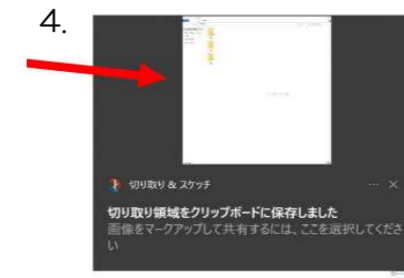 4.
切り取り & スケッチ
切り取り領域をクリップボードに保存しました
画像をマークアップして共有するには、ここを選択してくださ
い